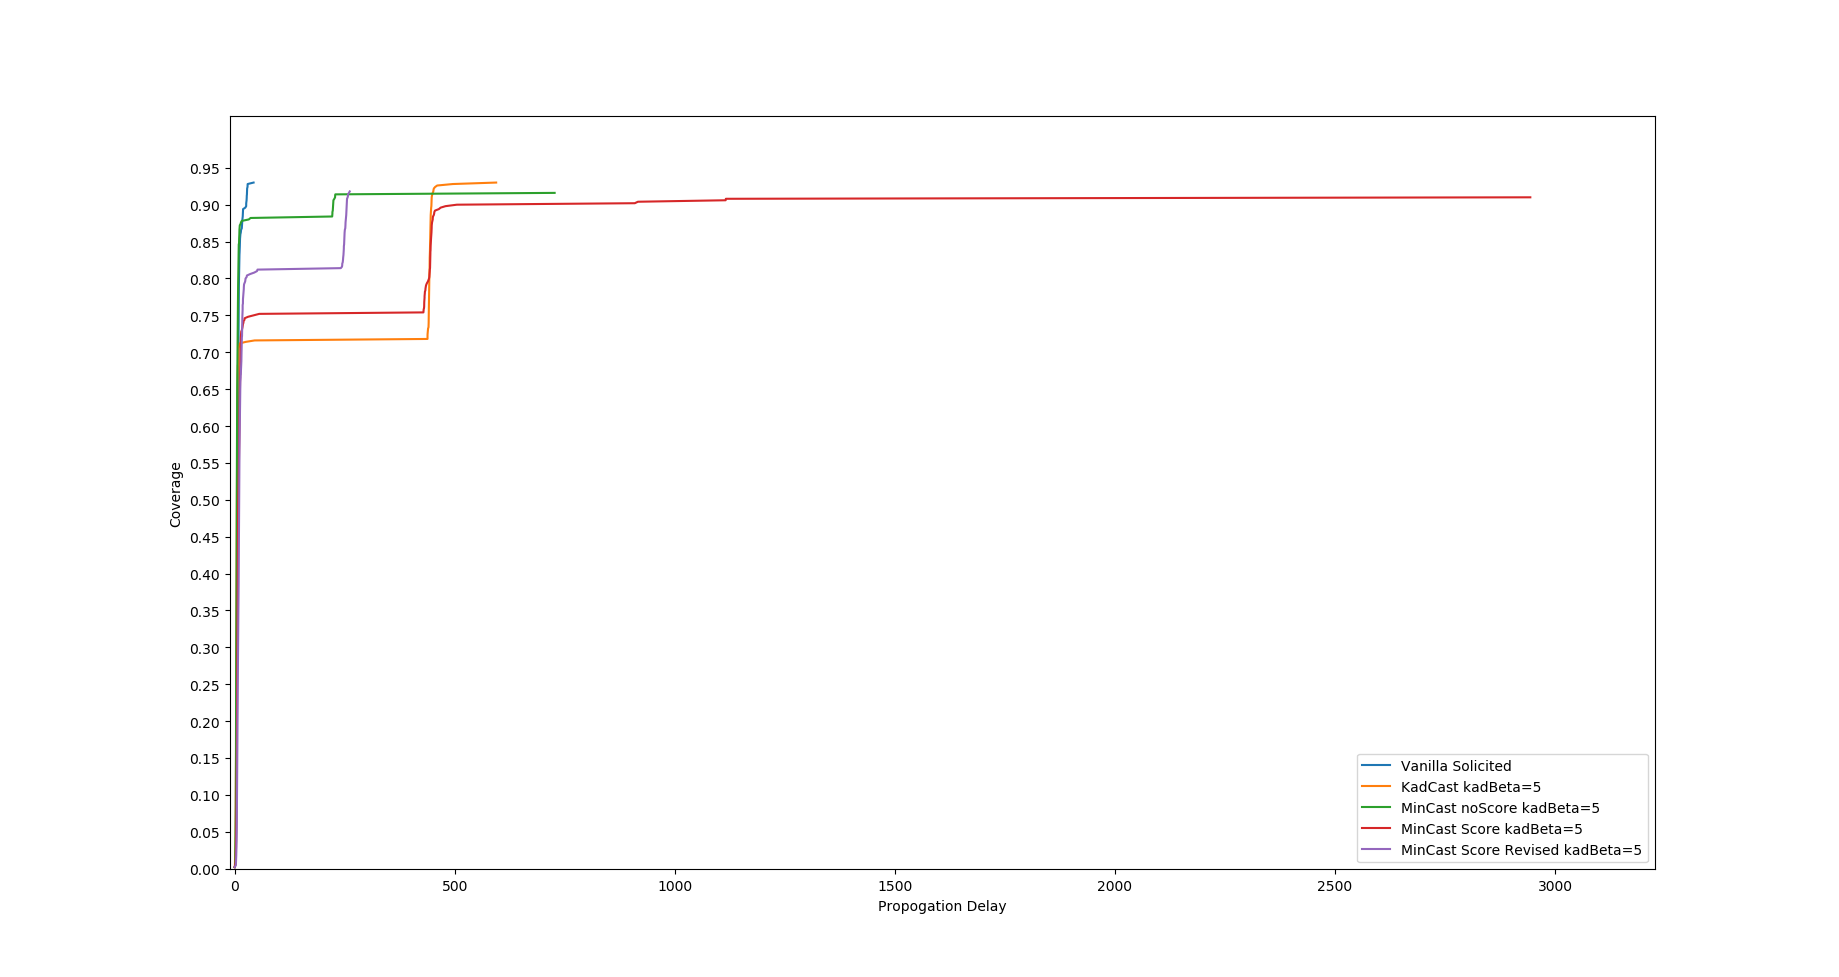 0.95
0.90
0.85
0.80
0.75
0.70
0.65
0.60
0.55
0.50
0.45
0.40
0.35
0.30
0.25
0.20
0.15
0.10
0.05
0.00
Coverage
0 500 1000 1500 2000 2500 3000
Propogation Delay
Vanilla Solicited
KadCast kadBeta=5
MinCast noScore kadBeta=5
MinCast Score kadBeta=5
MinCast Score Revised kadBeta=5